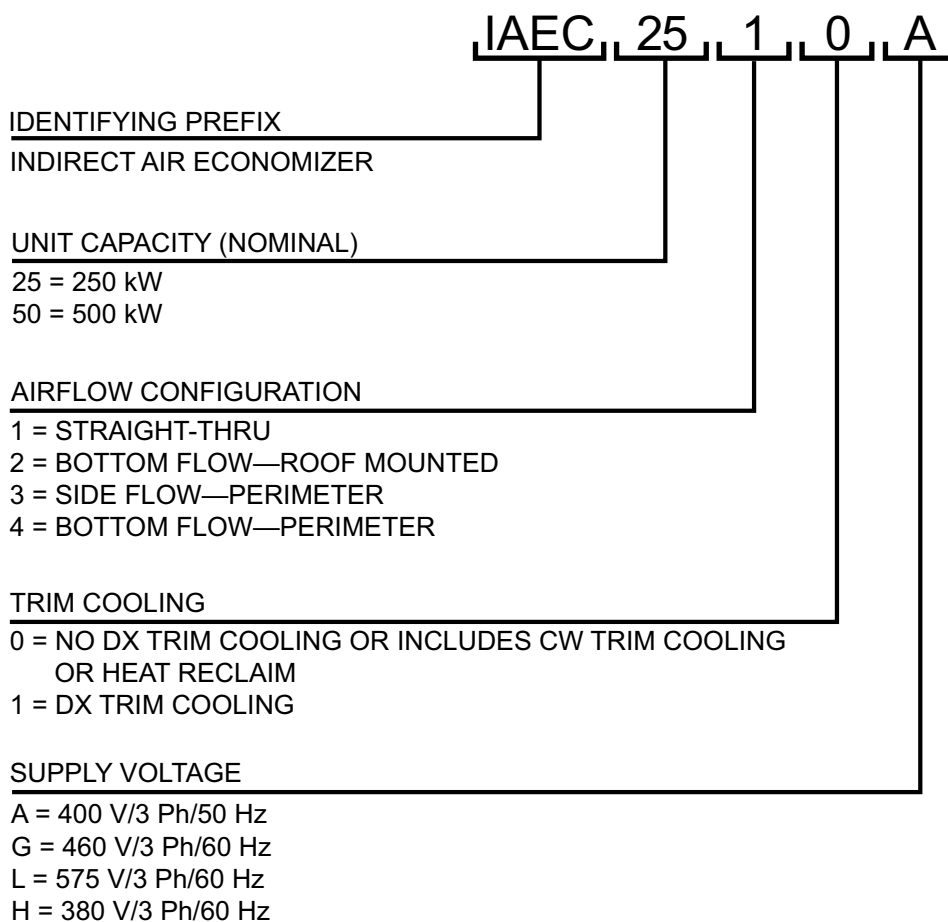 IAEC 25 1 0 A
IDENTIFYING PREFIX
INDIRECT AIR ECONOMIZER
UNIT CAPACITY (NOMINAL)
25 = 250 kW
50 = 500 kW
AIRFLOW CONFIGURATION
1 = STRAIGHT-THRU
2 = BOTTOM FLOW—ROOF MOUNTED
3 = SIDE FLOW—PERIMETER
4 = BOTTOM FLOW—PERIMETER
TRIM COOLING
0 = NO DX TRIM COOLING OR INCLUDES CW TRIM COOLING
OR HEAT RECLAIM
1 = DX TRIM COOLING
SUPPLY VOLTAGE
A = 400 V/3 Ph/50 Hz
G = 460 V/3 Ph/60 Hz
L = 575 V/3 Ph/60 Hz
H = 380 V/3 Ph/60 Hz